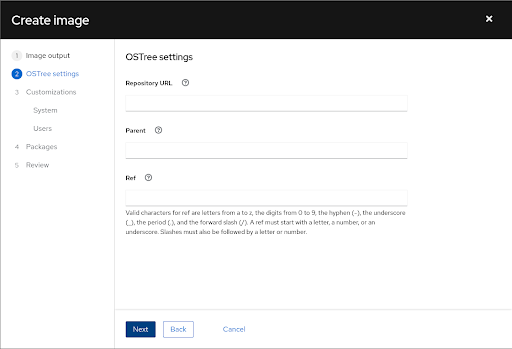 Create image
1 Image output
2 OSTree settings
3 Customizations
System
Users
4 Packages
5 Review
OSTree settings
Repository URL
Parent
Ref
Valid characters for ref are letters from a to z, the digits from 0 to 9, the hyphen (-), the underscore
(_), the period (.), and the forward slash (/). A ref must start with a letter, a number, or an
underscore. Slashes must also be followed by a letter or number.
Next Back Cancel